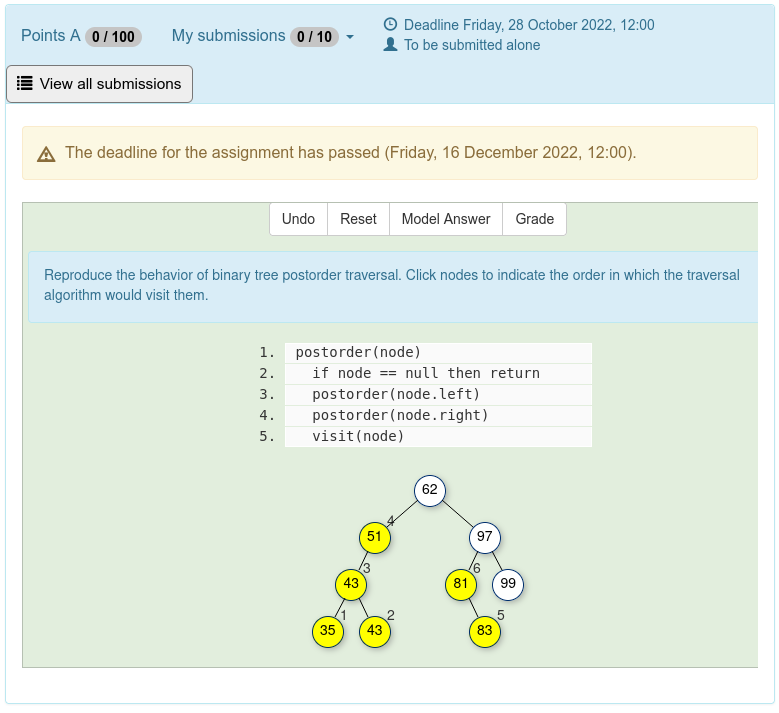 Points A 0 / 100 My submissions 0 / 10
Deadline Friday, 28 October 2022, 12:00
To be submitted alone
View all submissions
The deadline for the assignment has passed (Friday, 16 December 2022, 12:00).
Undo Reset Model Answer Grade
Reproduce the behavior of binary tree postorder traversal. Click nodes to indicate the order in which the traversal
algorithm would visit them.
1. postorder(node)
2. if node == null then return
3. postorder(node.left)
4. postorder(node.right)
5. visit(node)
62
4
51 97
3 6
43 81 99
1 2 5
35 43 83